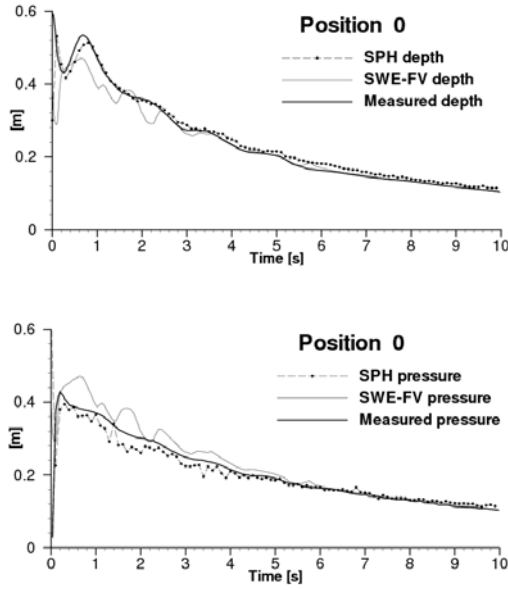 0.6
Position 0
SPH depth
0.4
SWE-FV depth
Measured depth
[m]
0.2
0
0 1 2 3 4 5 6 7 8 9 10
Time [s]
0.6
Position 0
SPH pressure
0.4
SWE-FV pressure
Measured pressure
[m]
0.2
0
0 1 2 3 4 5 6 7 8 9 10
Time [s]